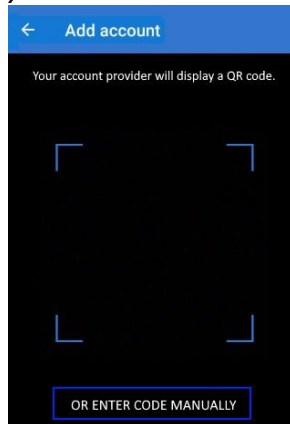 Add account
Your account provider will display a QR code.
OR ENTER CODE MANUALLY